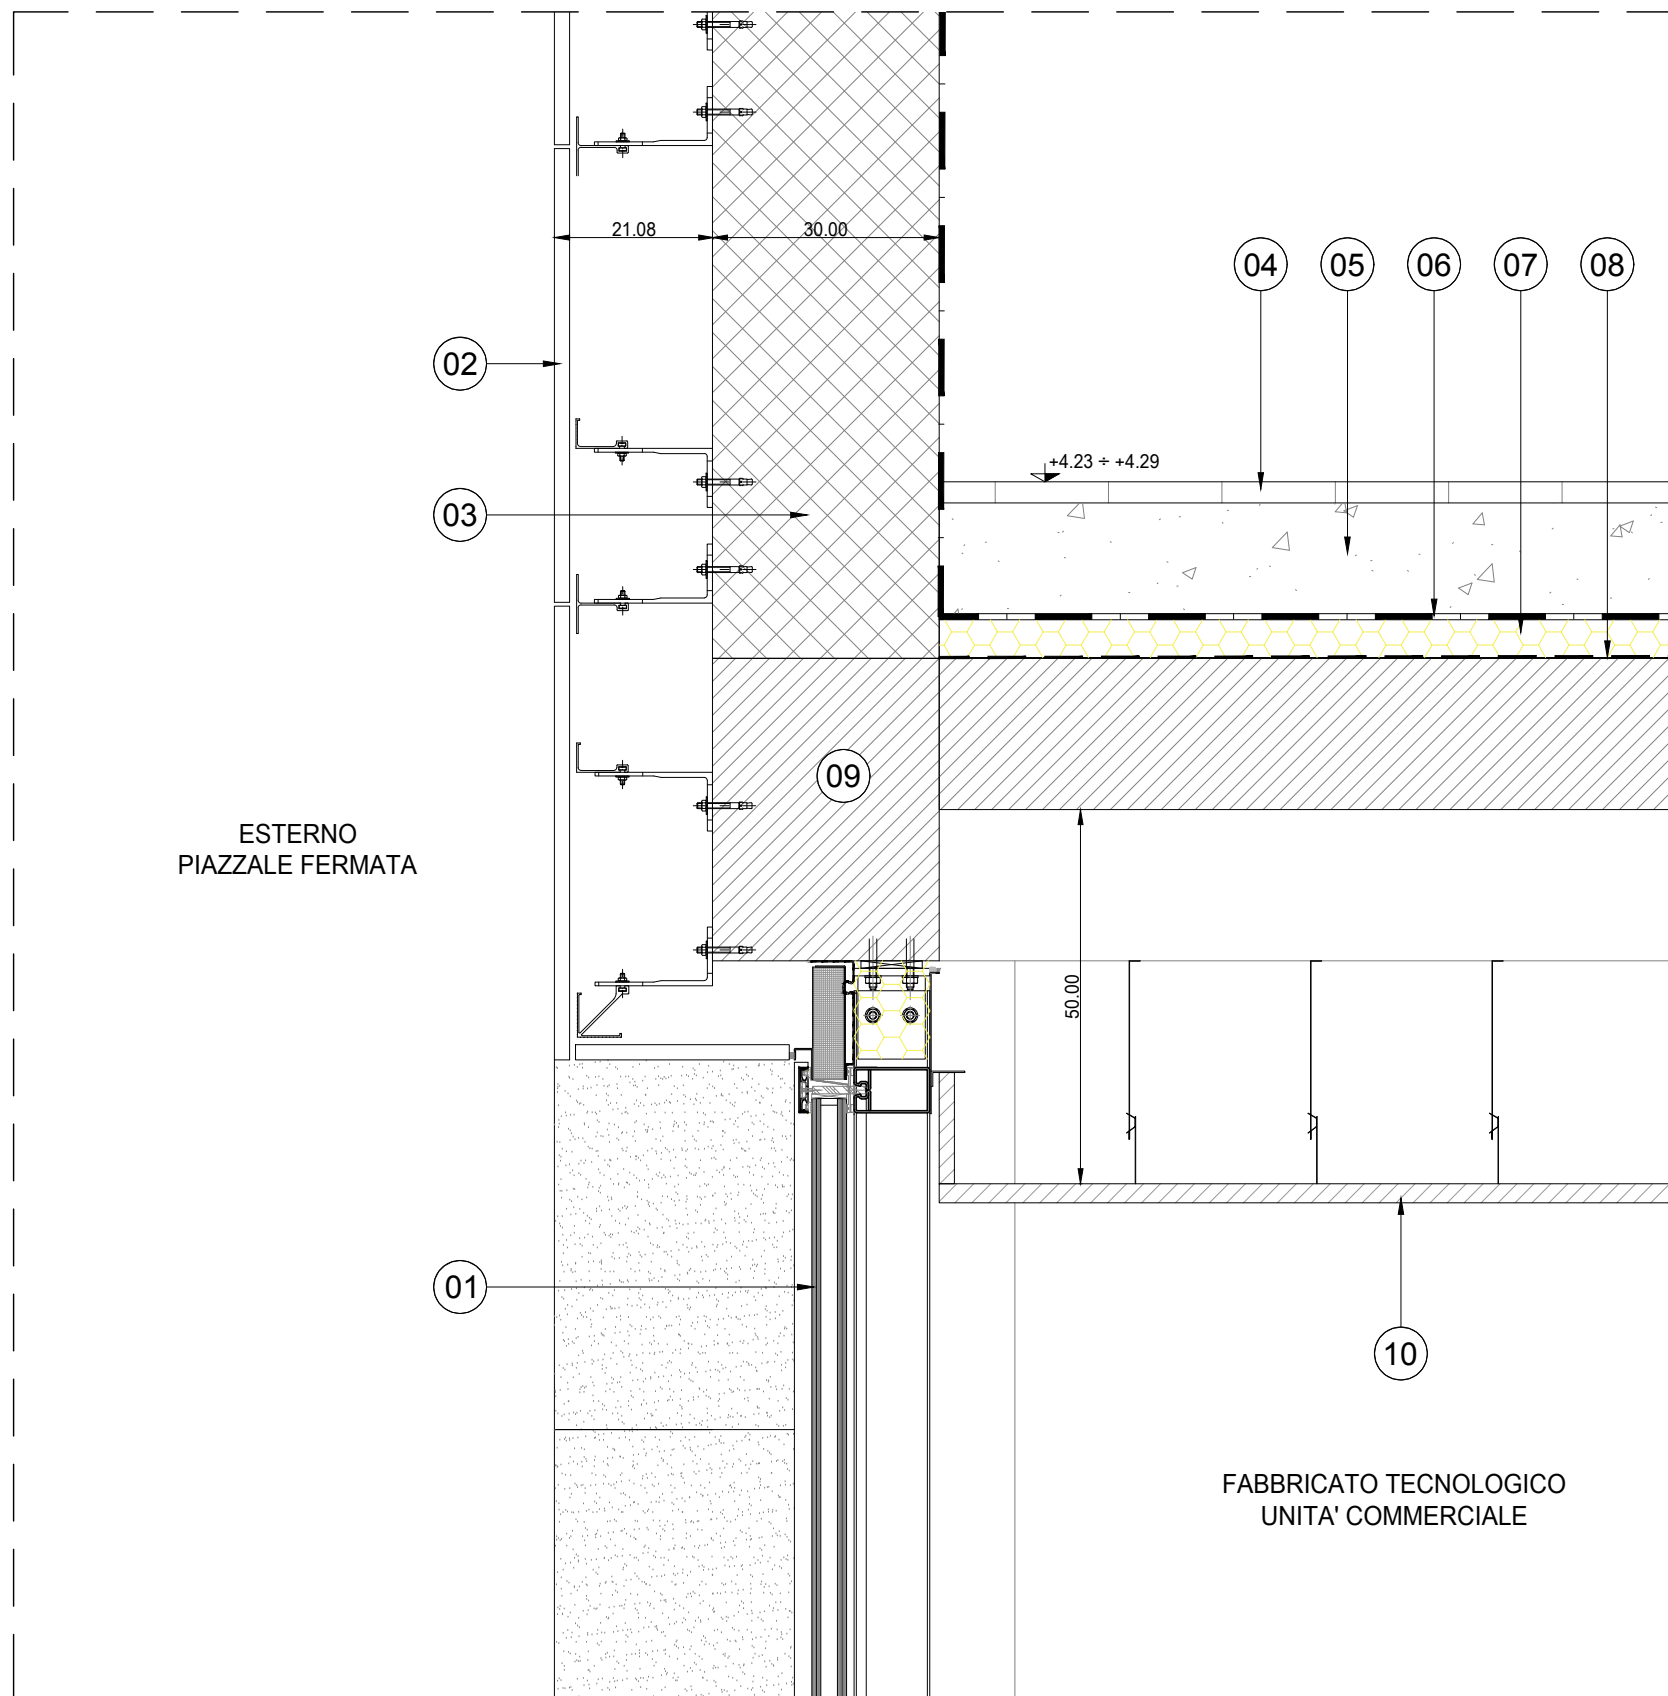 21.08
30.00
04
05
06
07
08
02
+4.23 ÷ +4.29
03
09
ESTERNO
PIAZZALE FERMATA
50.00
01
10
FABBRICATO TECNOLOGICO
UNITA' COMMERCIALE